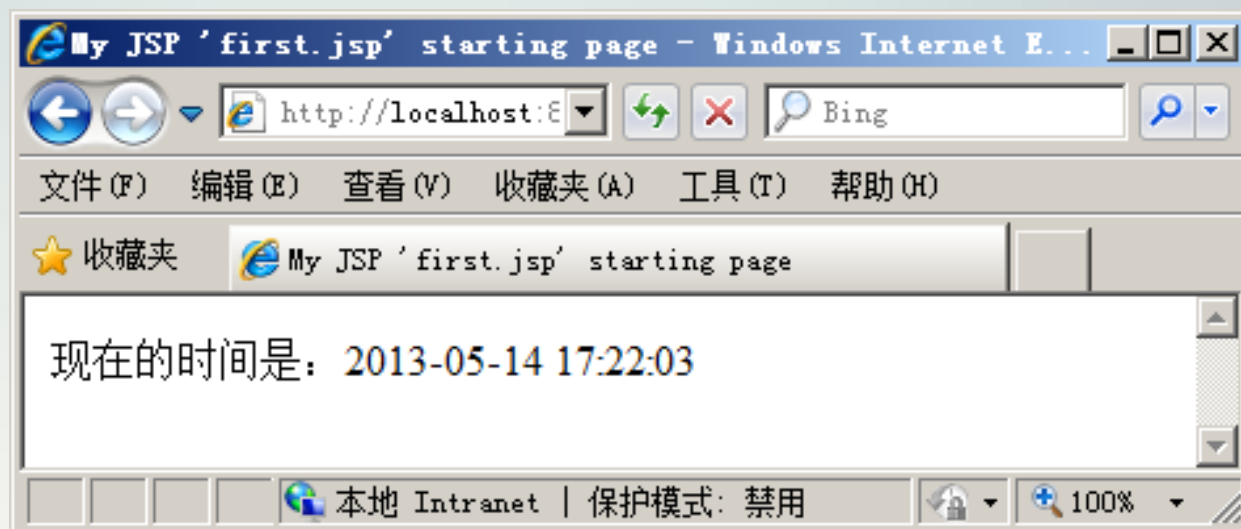 My JSP 'first.jsp' starting page - Windows Internet E...
http://localhost:8
Bing
文件(F) 编辑(E) 查看(V) 收藏夹(A) 工具(T) 帮助(H)
收藏夹 My JSP 'first.jsp' starting page
现在的时间是：2013-05-14 17:22:03
本地 Intranet | 保护模式: 禁用 100%